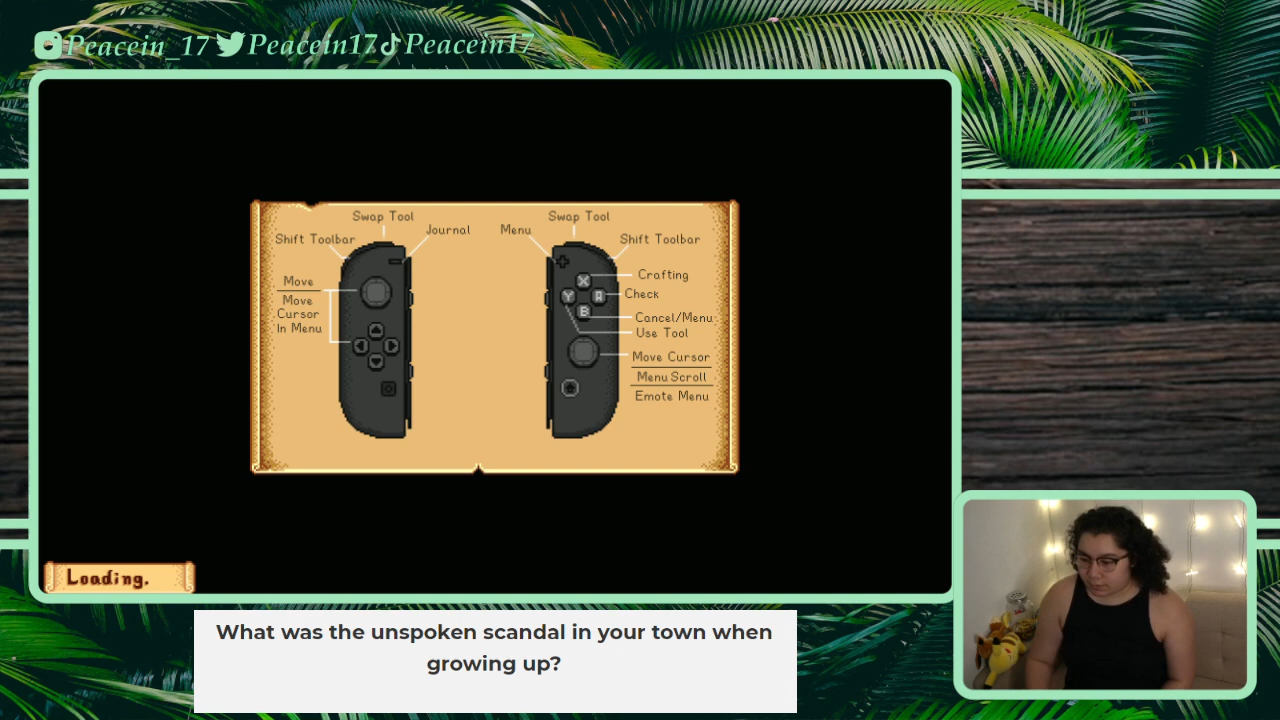 Peacein_17 Peacein17 Peacein17
Swap Tool
Journal
Shift Toolbar
Move
Move
Cursor
In Menu
Swap Tool
Menu
Shift Toolbar
Crafting
Check
Cancel/Menu
Use Tool
Move Cursor
Menu Scroll
Emote Menu
X
Y
A
B
Loading.
What was the unspoken scandal in your town when
growing up?